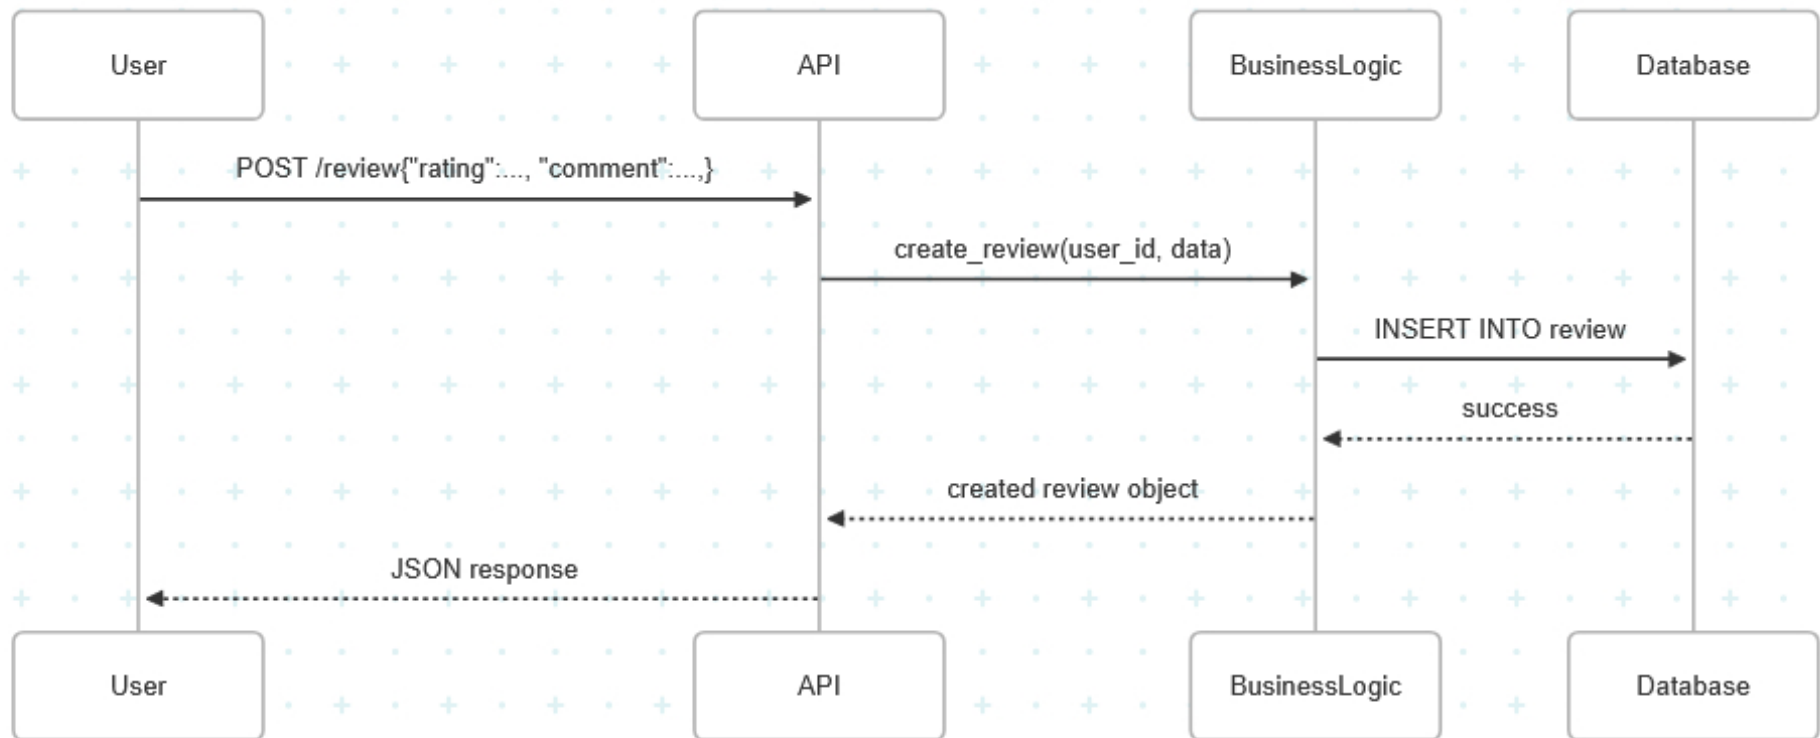 User
API
BusinessLogic
Database
POST /review{"rating":..., "comment":...,}
create_review(user_id, data)
INSERT INTO review
success
created review object
JSON response
User
API
BusinessLogic
Database